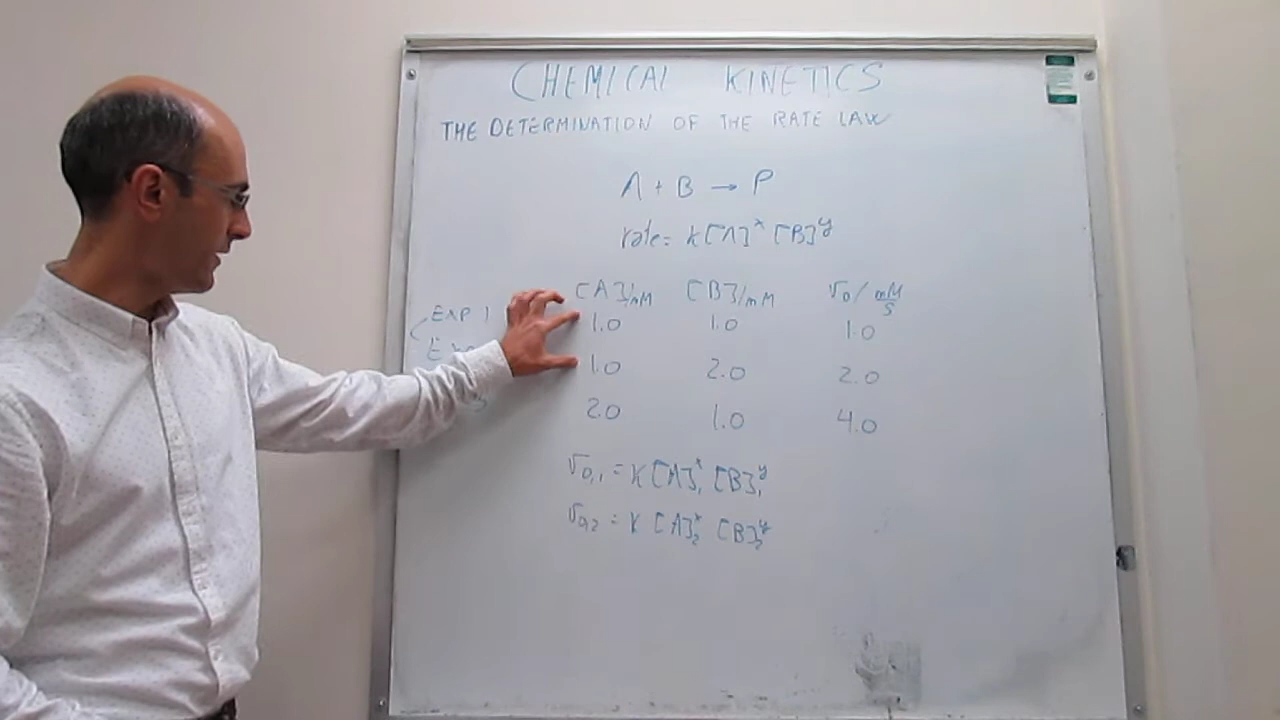 CHEMICAL KINETICS
THE DETERMINATION OF THE RATE LAW
A + B → P
rate = k [A]^x [B]^y
[A]/mM [B]/mM v₀/ mM/s
EXP 1 1.0 1.0 1.0
1.0 2.0 2.0
2.0 1.0 4.0
v₀,₁ = k [A]₁^x [B]₁^y
v₀,₂ = k [A]₂^x [B]₂^y